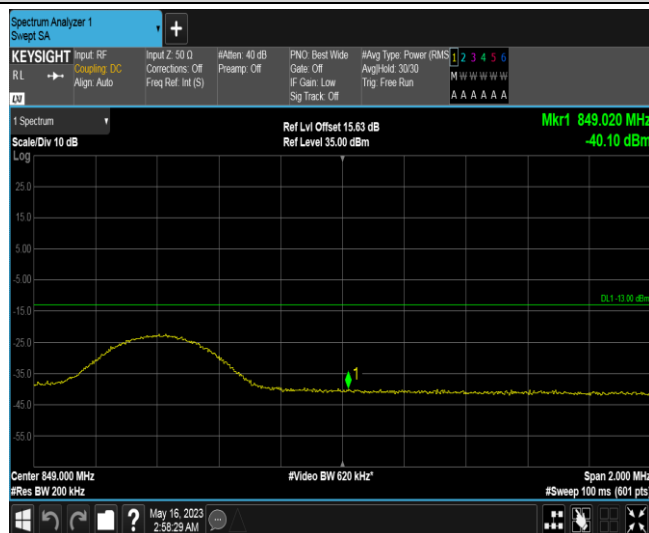 Spectrum Analyzer 1
Swept SA
KEYSIGHT
RL
LXI
Input: RF
Coupling: DC
Align: Auto
Input Z: 50 Ω
Corrections: Off
Freq Ref: Int (S)
#Atten: 40 dB
Preamp: Off
PNO: Best Wide
Gate: Off
IF Gain: Low
Sig Track: Off
#Avg Type: Power (RMS
Avg|Hold: 30/30
Trig: Free Run
1 2 3 4 5 6
M W W W W W
A A A A A A
1 Spectrum
Scale/Div 10 dB
Log
Ref Lvl Offset 15.63 dB
Ref Level 35.00 dBm
Mkr1 849.020 MHz
-40.10 dBm
25.0
15.0
5.00
-5.00
DL1 -13.00 dBm
-15.0
-25.0
-35.0
1
-45.0
-55.0
Center 849.000 MHz
#Res BW 200 kHz
#Video BW 620 kHz*
Span 2.000 MHz
#Sweep 100 ms (601 pts)
?
May 16, 2023
2:58:29 AM